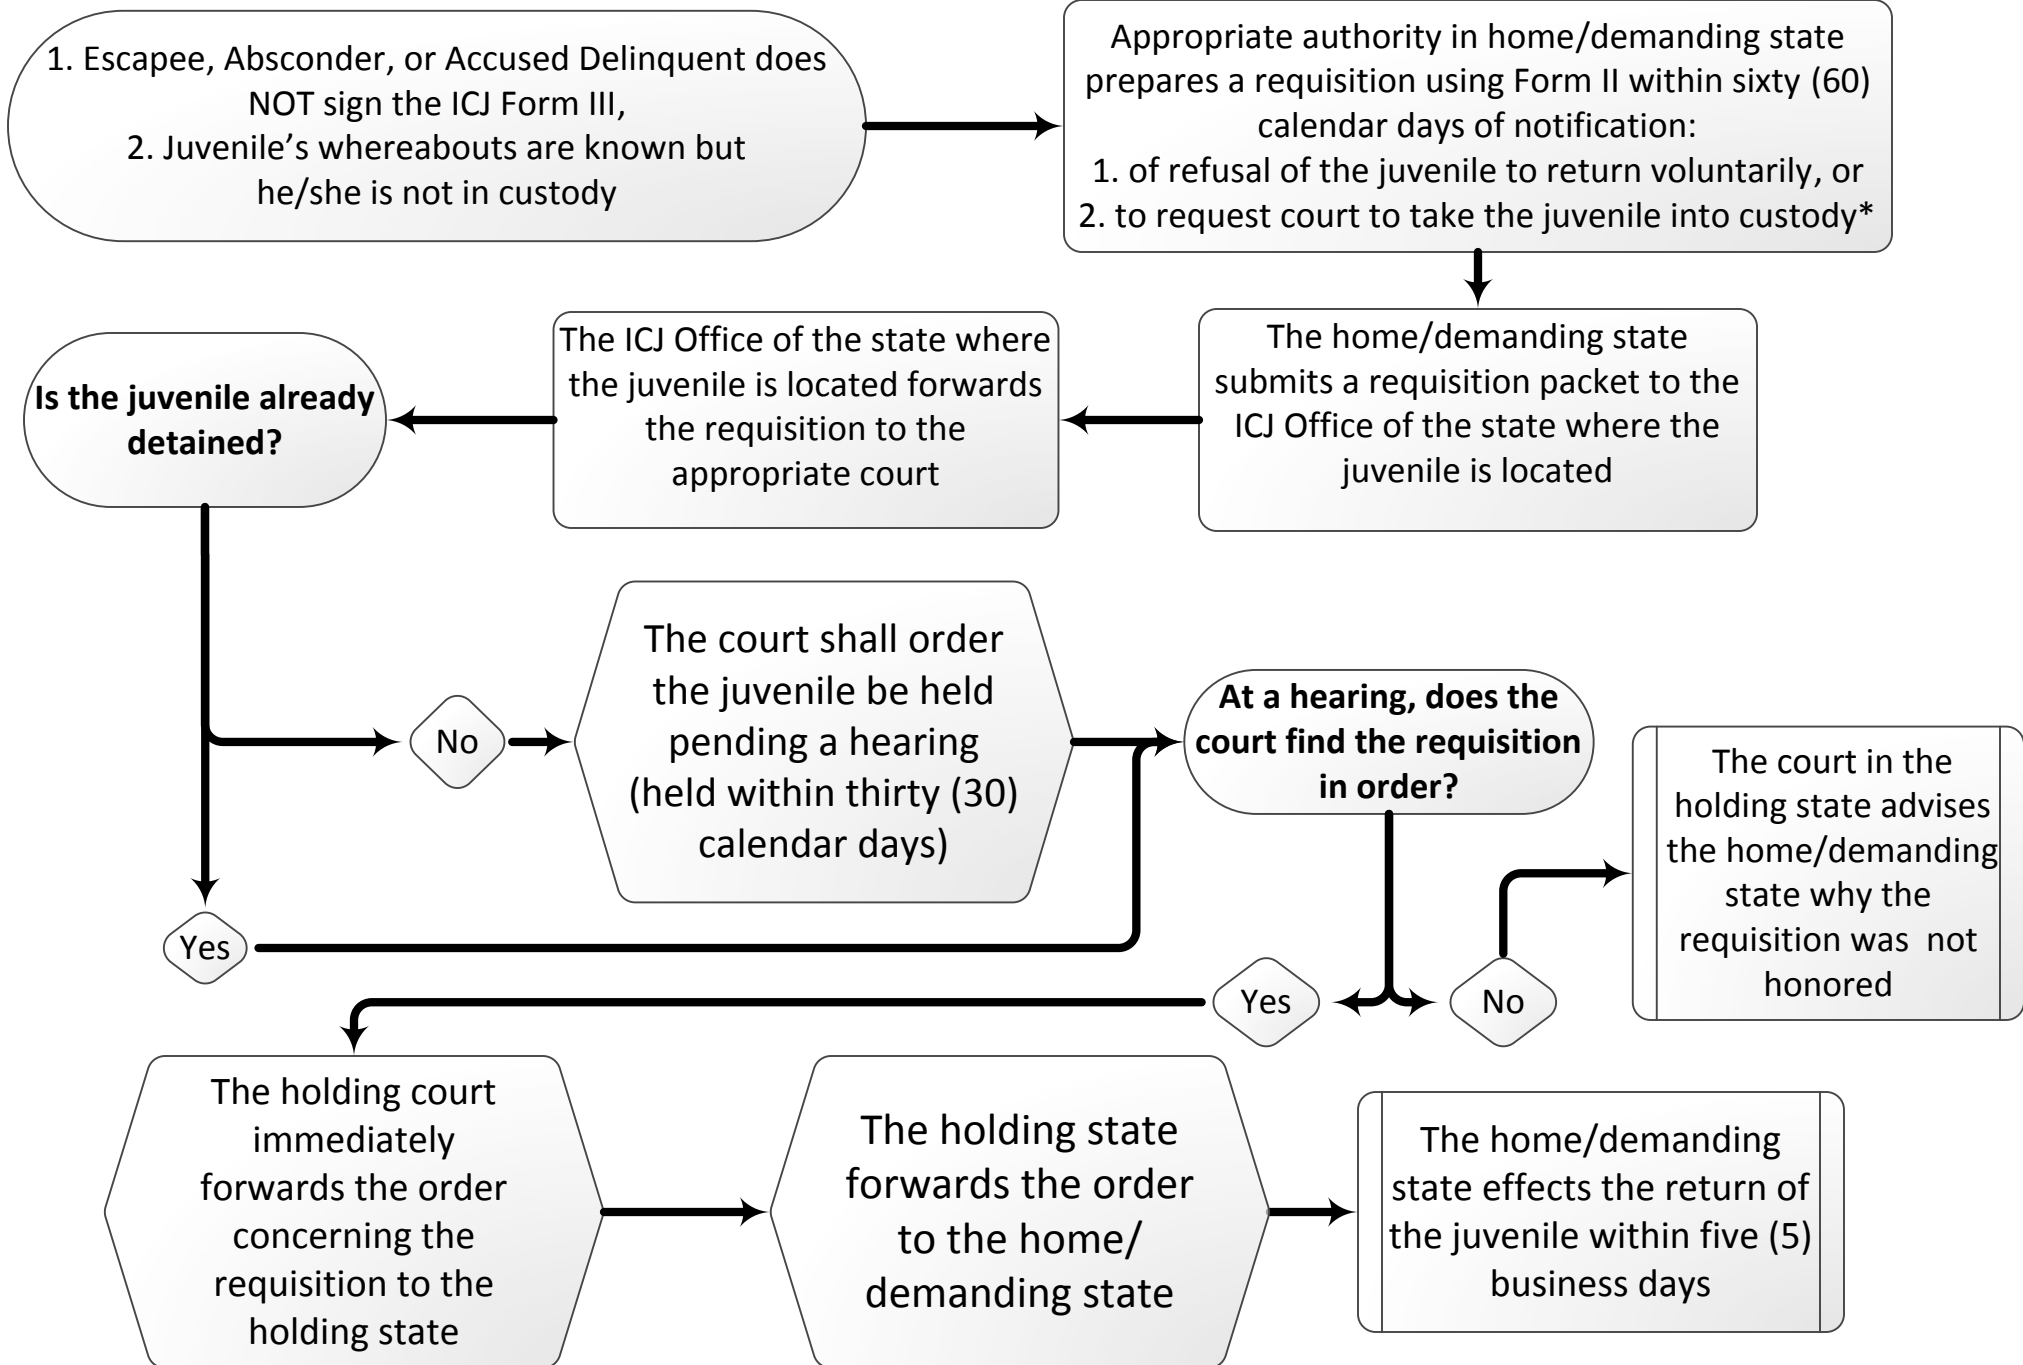 1. Escapee, Absconder, or Accused Delinquent does
NOT sign the ICJ Form III,
2. Juvenile’s whereabouts are known but
he/she is not in custody
Appropriate authority in home/demanding state
prepares a requisition using Form II within sixty (60)
calendar days of notification:
1. of refusal of the juvenile to return voluntarily, or
2. to request court to take the juvenile into custody*
The home/demanding state
submits a requisition packet to the
ICJ Office of the state where the
juvenile is located
The ICJ Office of the state where
the juvenile is located forwards
the requisition to the
appropriate court
Is the juvenile already
detained?
No
The court shall order
the juvenile be held
pending a hearing
(held within thirty (30)
calendar days)
Yes
At a hearing, does the
court find the requisition
in order?
No
The court in the
holding state advises
the home/demanding
state why the
requisition was not
honored
Yes
The holding court
immediately
forwards the order
concerning the
requisition to the
holding state
The holding state
forwards the order
to the home/
demanding state
The home/demanding
state effects the return of
the juvenile within five (5)
business days